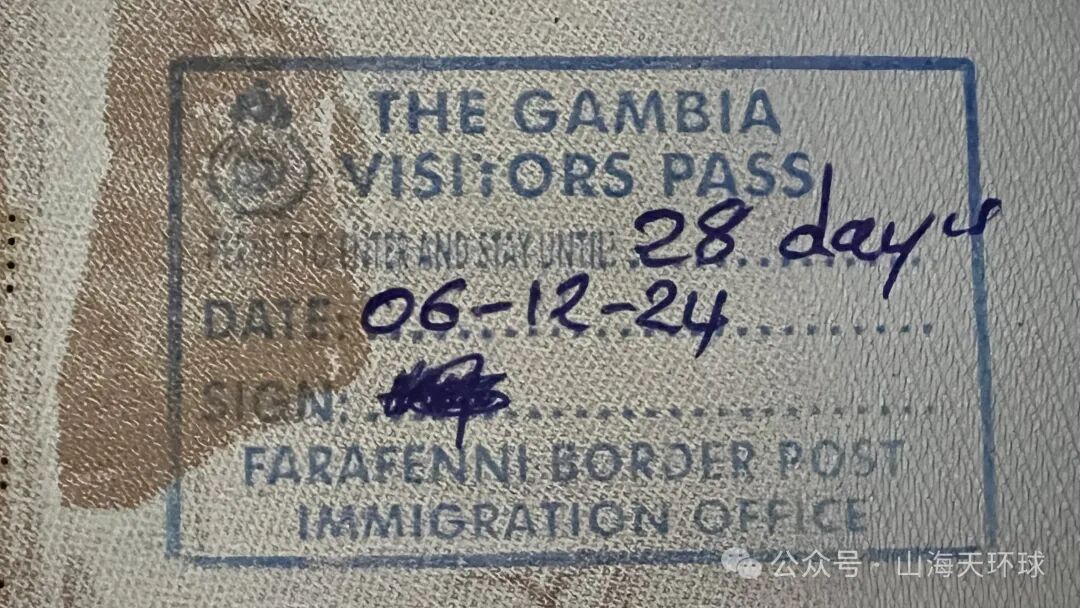 THE GAMBIA
VISITORS PASS
PERMIT TO ENTER AND STAY UNTIL: 28 days
DATE: 06-12-24
SIGN:
FARAFENNI BORDER POST
IMMIGRATION OFFICE
公众号·山海天环球